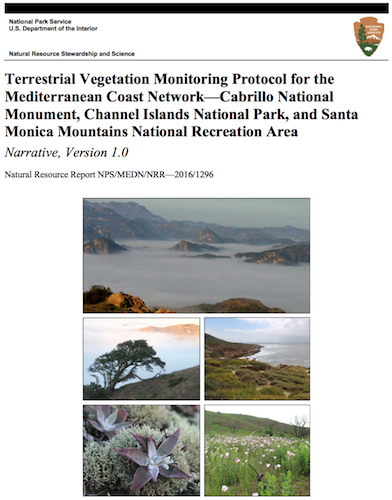 National Park Service
U.S. Department of the Interior
Natural Resource Stewardship and Science
Terrestrial Vegetation Monitoring Protocol for the
Mediterranean Coast Network—Cabrillo National
Monument, Channel Islands National Park, and Santa
Monica Mountains National Recreation Area
Narrative, Version 1.0
Natural Resource Report NPS/MEDN/NRR—2016/1296